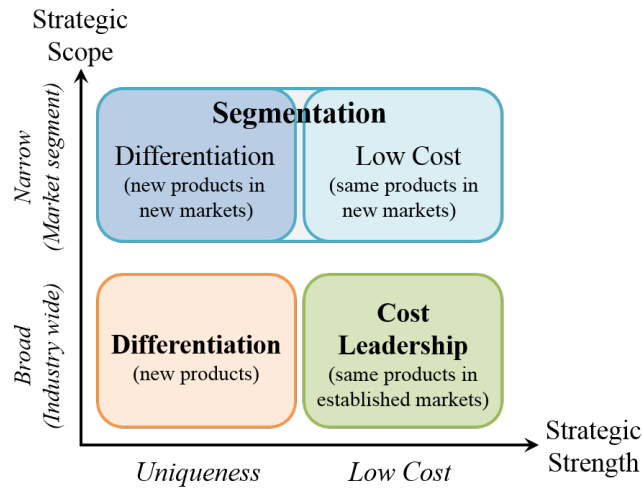 Strategic
Scope
Narrow
(Market segment)
Segmentation
Differentiation
(new products in
new markets)
Low Cost
(same products in
new markets)
Broad
(Industry wide)
Differentiation
(new products)
Cost
Leadership
(same products in
established markets)
Uniqueness
Low Cost
Strategic
Strength